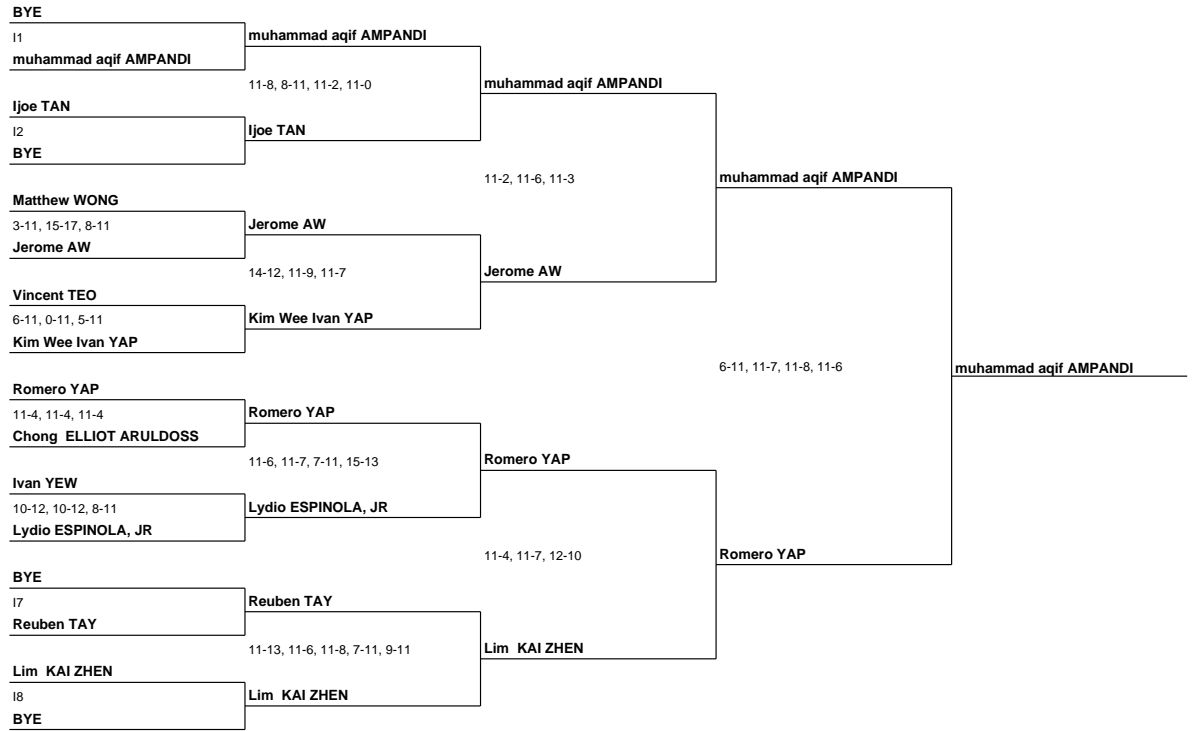 BYE
I1
muhammad aqif AMPANDI
Ijoe TAN
I2
BYE
Matthew WONG
3-11, 15-17, 8-11
Jerome AW
Vincent TEO
6-11, 0-11, 5-11
Kim Wee Ivan YAP
Romero YAP
11-4, 11-4, 11-4
Chong  ELLIOT ARULDOSS
Ivan YEW
10-12, 10-12, 8-11
Lydio ESPINOLA, JR
BYE
I7
Reuben TAY
Lim  KAI ZHEN
I8
BYE
muhammad aqif AMPANDI
11-8, 8-11, 11-2, 11-0
Ijoe TAN
Jerome AW
14-12, 11-9, 11-7
Kim Wee Ivan YAP
Romero YAP
11-6, 11-7, 7-11, 15-13
Lydio ESPINOLA, JR
Reuben TAY
11-13, 11-6, 11-8, 7-11, 9-11
Lim  KAI ZHEN
muhammad aqif AMPANDI
11-2, 11-6, 11-3
Jerome AW
Romero YAP
11-4, 11-7, 12-10
Lim  KAI ZHEN
muhammad aqif AMPANDI
6-11, 11-7, 11-8, 11-6
Romero YAP
muhammad aqif AMPANDI